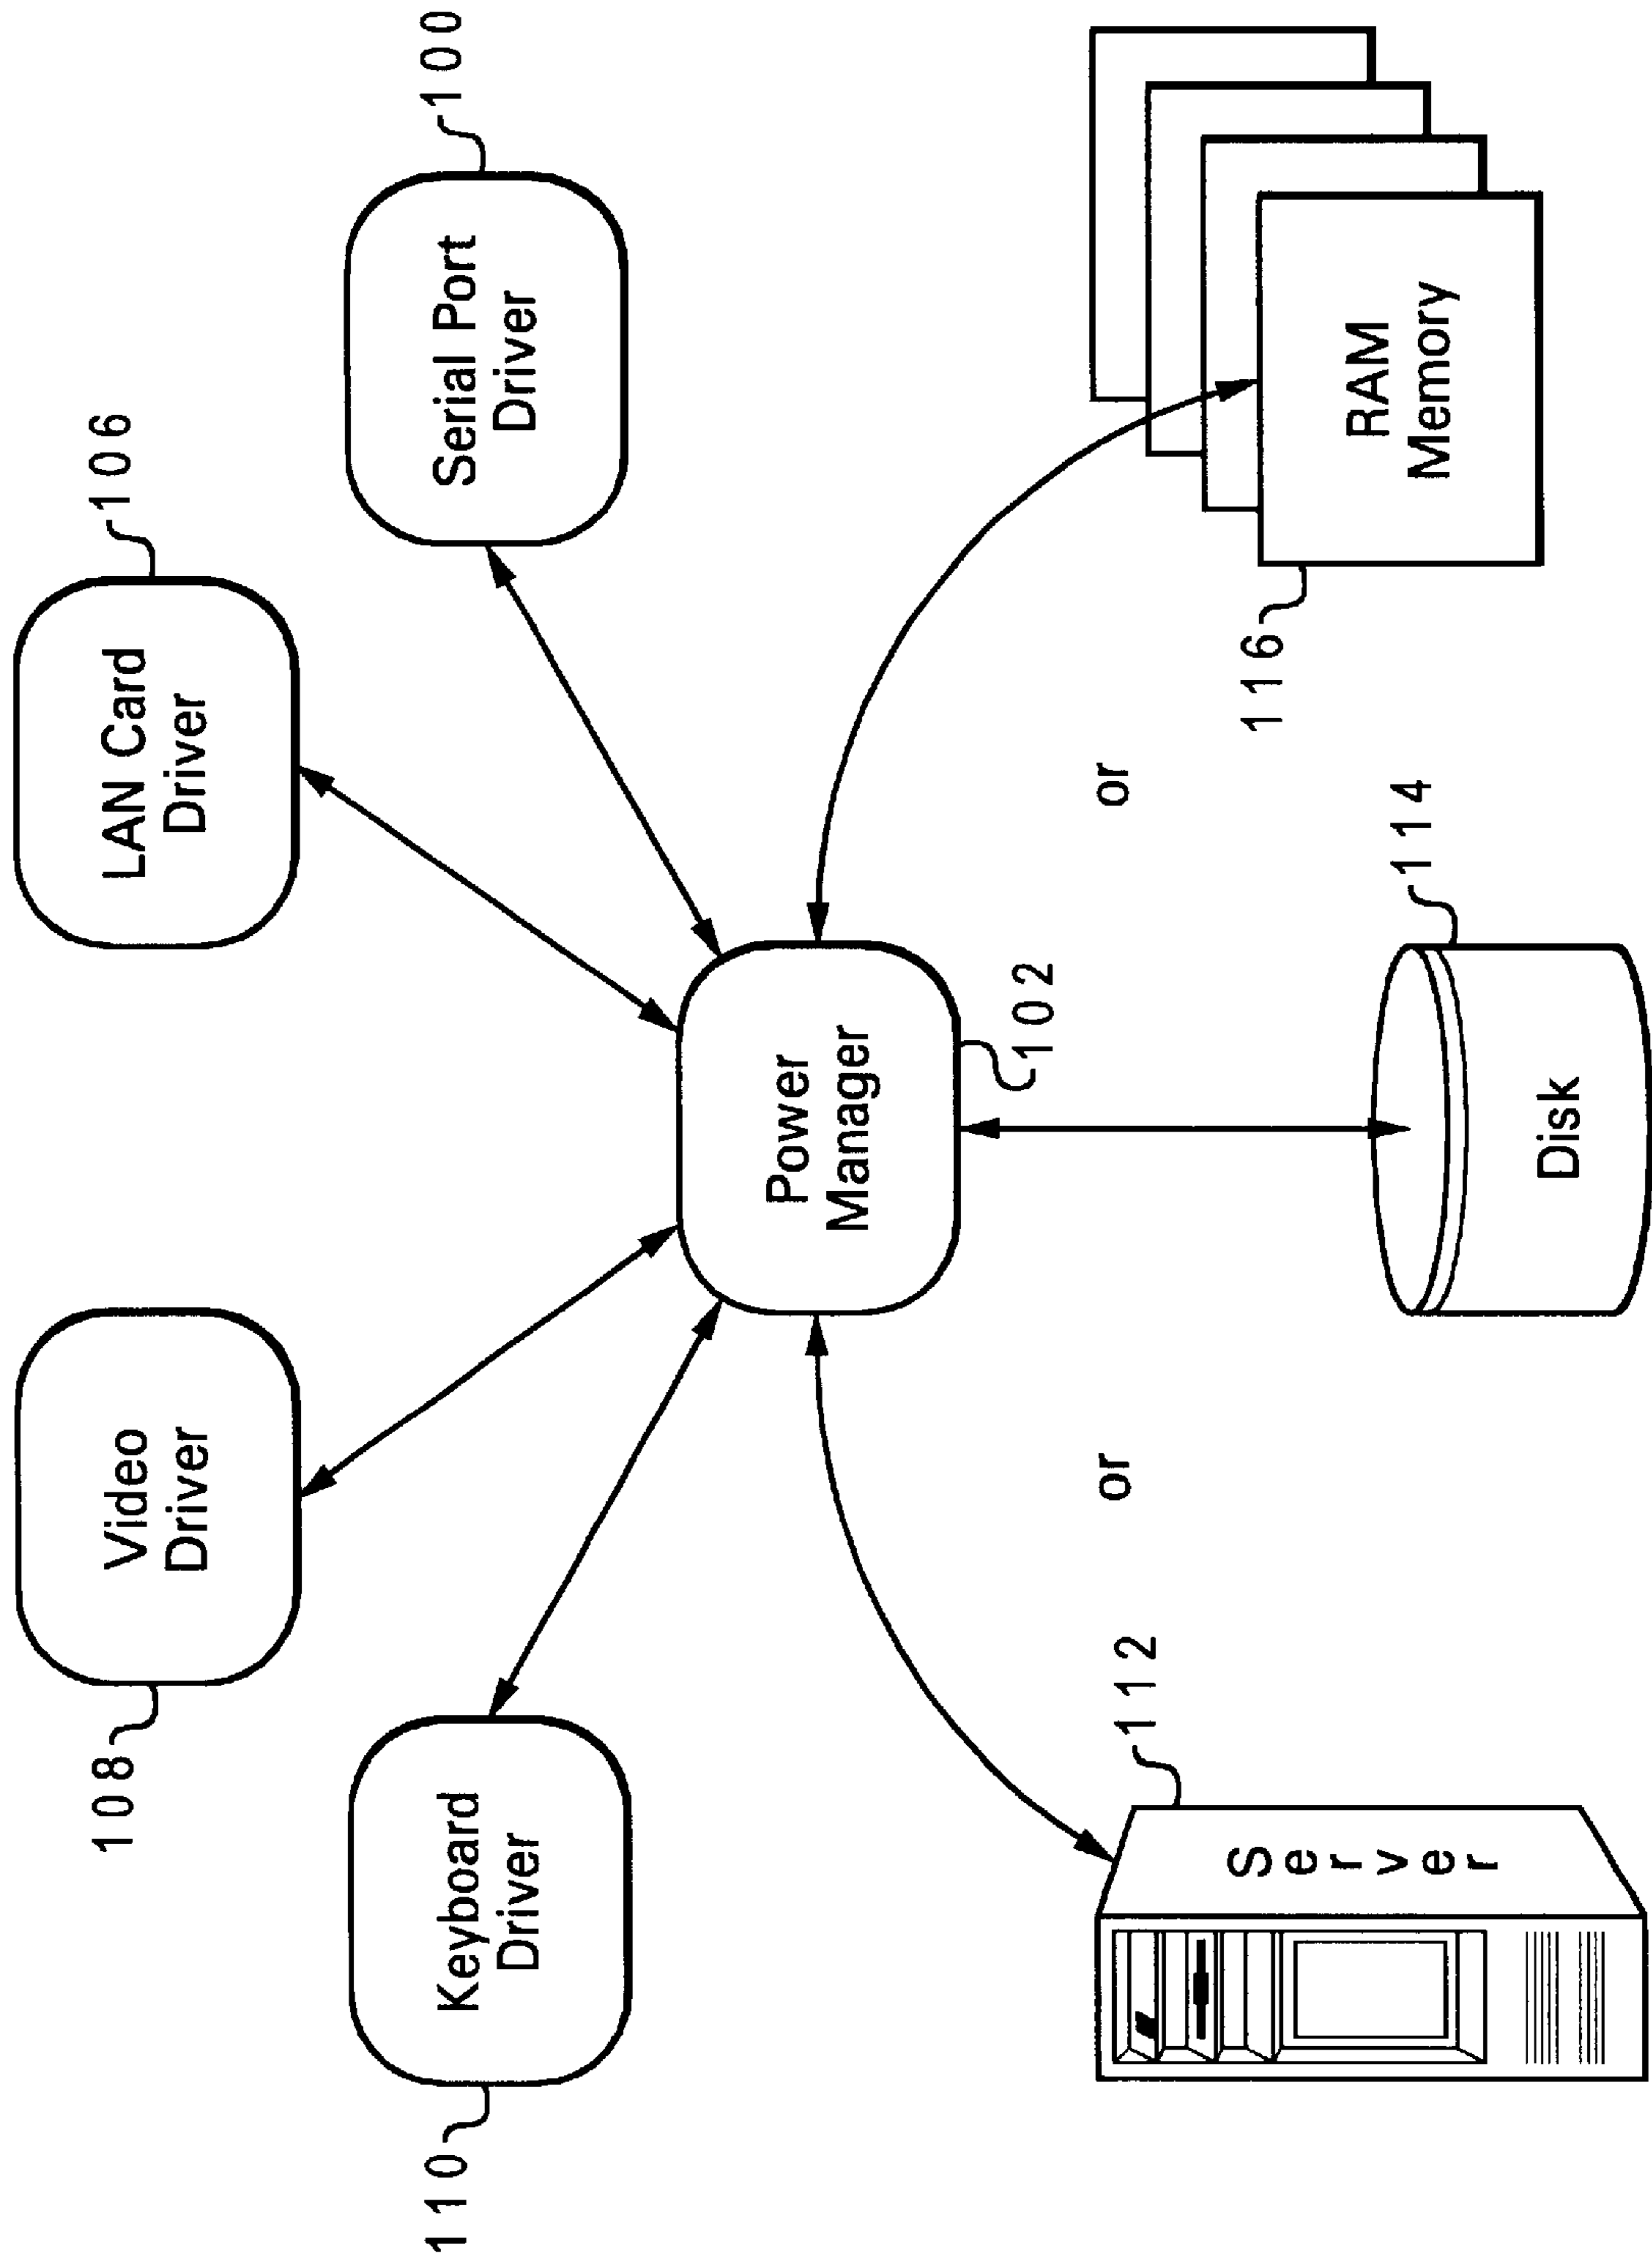 108
Video
Driver
LAN Card
Driver
106
110
Keyboard
Driver
Serial Port
Driver
100
Power
Manager
102
or
or
112
Server
114
Disk
116
RAM
Memory